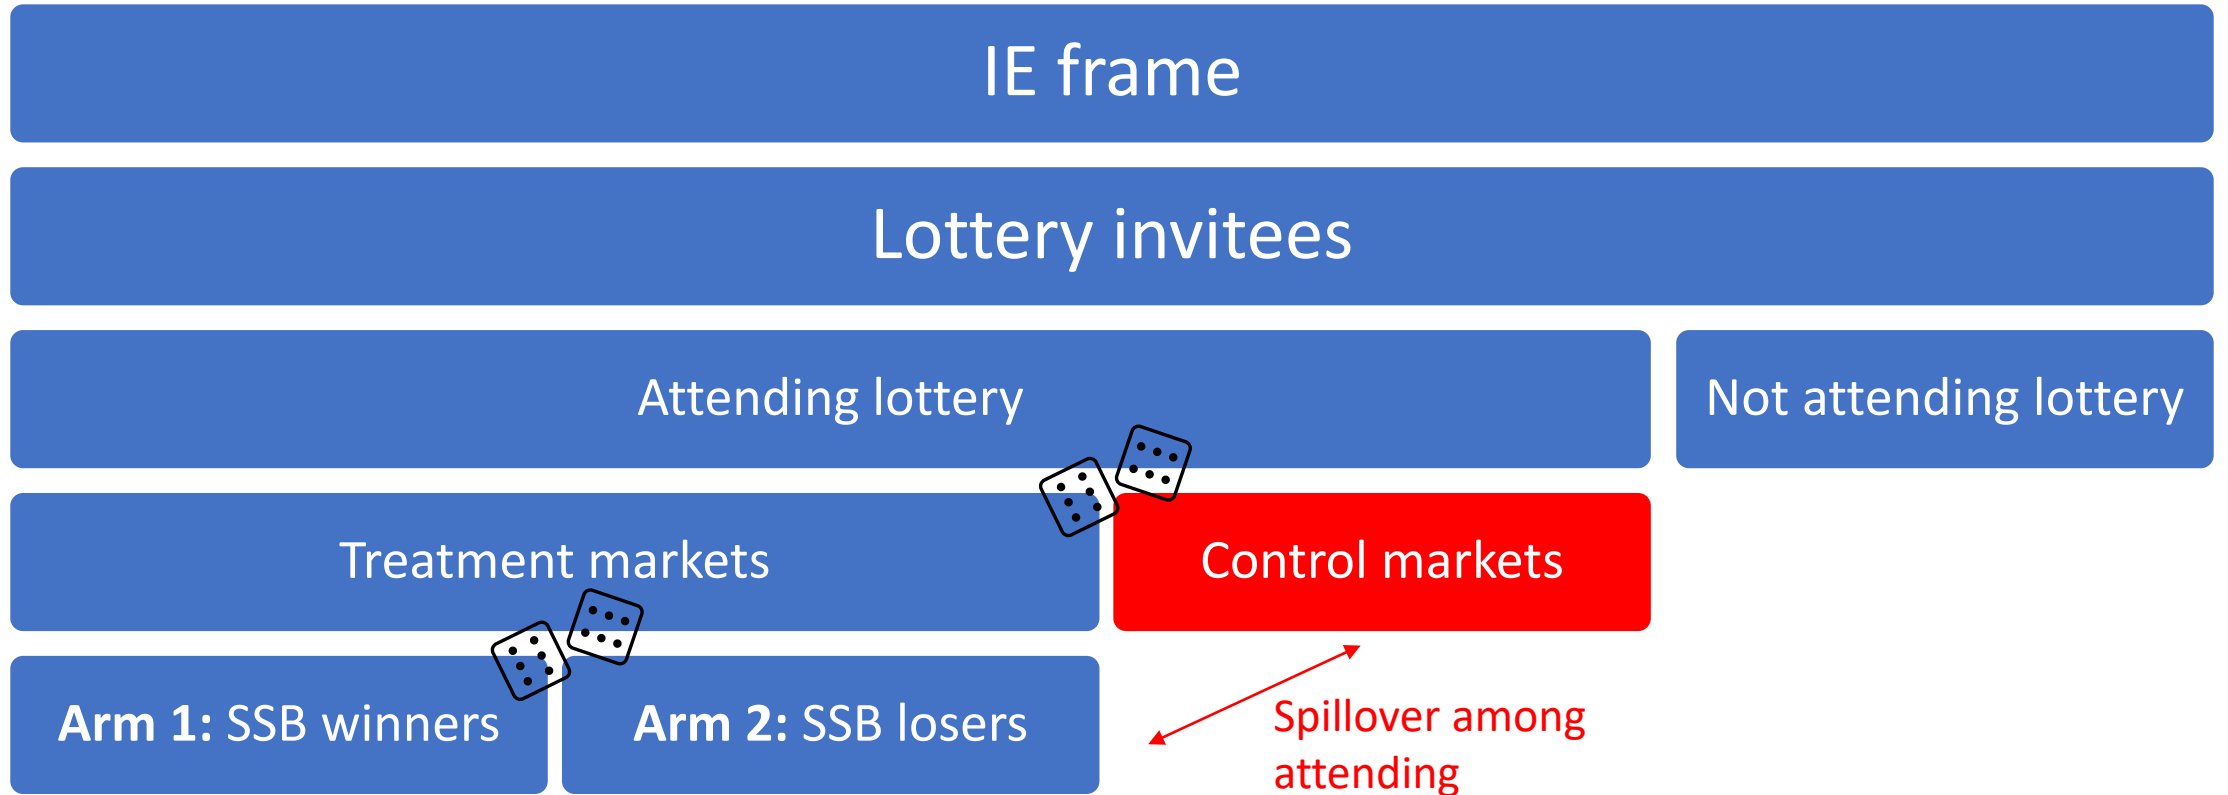 IE frame
Lottery invitees
Attending lottery
Not attending lottery
Treatment markets
Control markets
Arm 1: SSB winners
Arm 2: SSB losers
Spillover among
attending